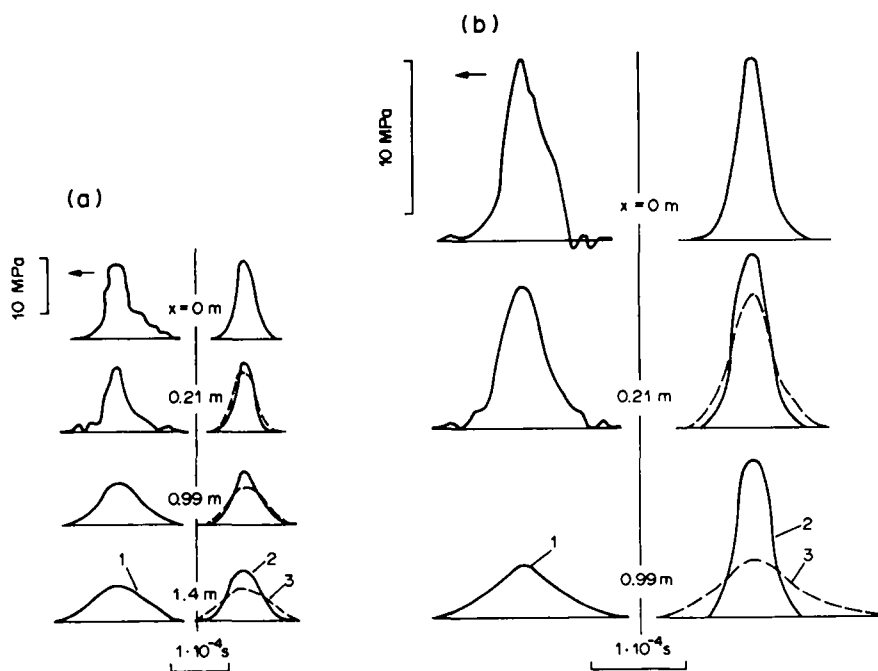 (a)
10 MPa
x = 0 m
0.21 m
0.99 m
1
1.4 m
2
3
1·10⁻⁴s
(b)
10 MPa
x = 0 m
0.21 m
1
0.99 m
2
3
1·10⁻⁴s